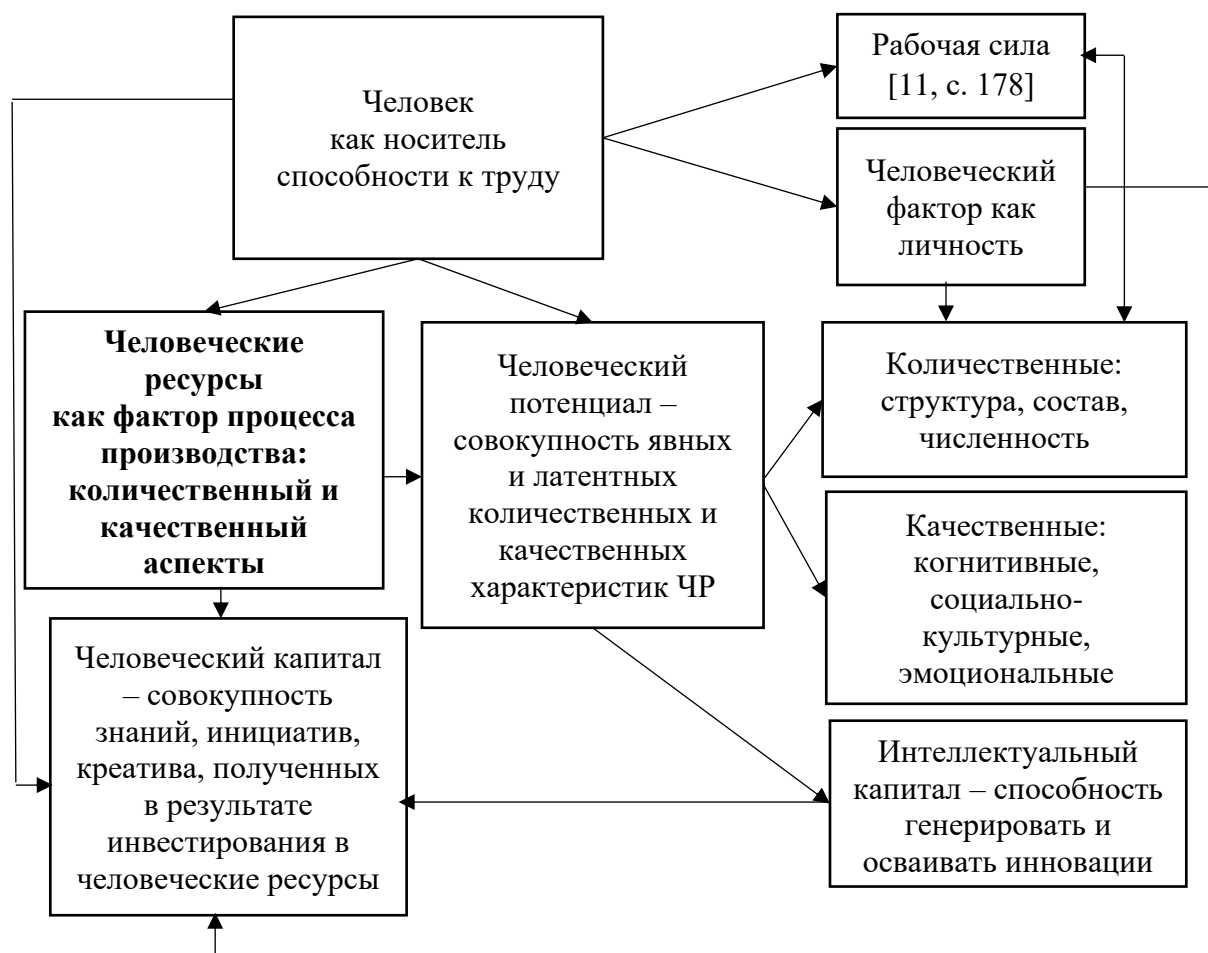 Человек
как носитель
способности к труду
Рабочая сила
[11, с. 178]
Человеческий
фактор как
личность
Человеческие
ресурсы
как фактор процесса
производства:
количественный и
качественный
аспекты
Человеческий
потенциал –
совокупность явных
и латентных
количественных и
качественных
характеристик ЧР
Количественные:
структура, состав,
численность
Качественные:
когнитивные,
социально-
культурные,
эмоциональные
Человеческий капитал
– совокупность
знаний, инициатив,
креатива, полученных
в результате
инвестирования в
человеческие ресурсы
Интеллектуальный
капитал – способность
генерировать и
осваивать инновации